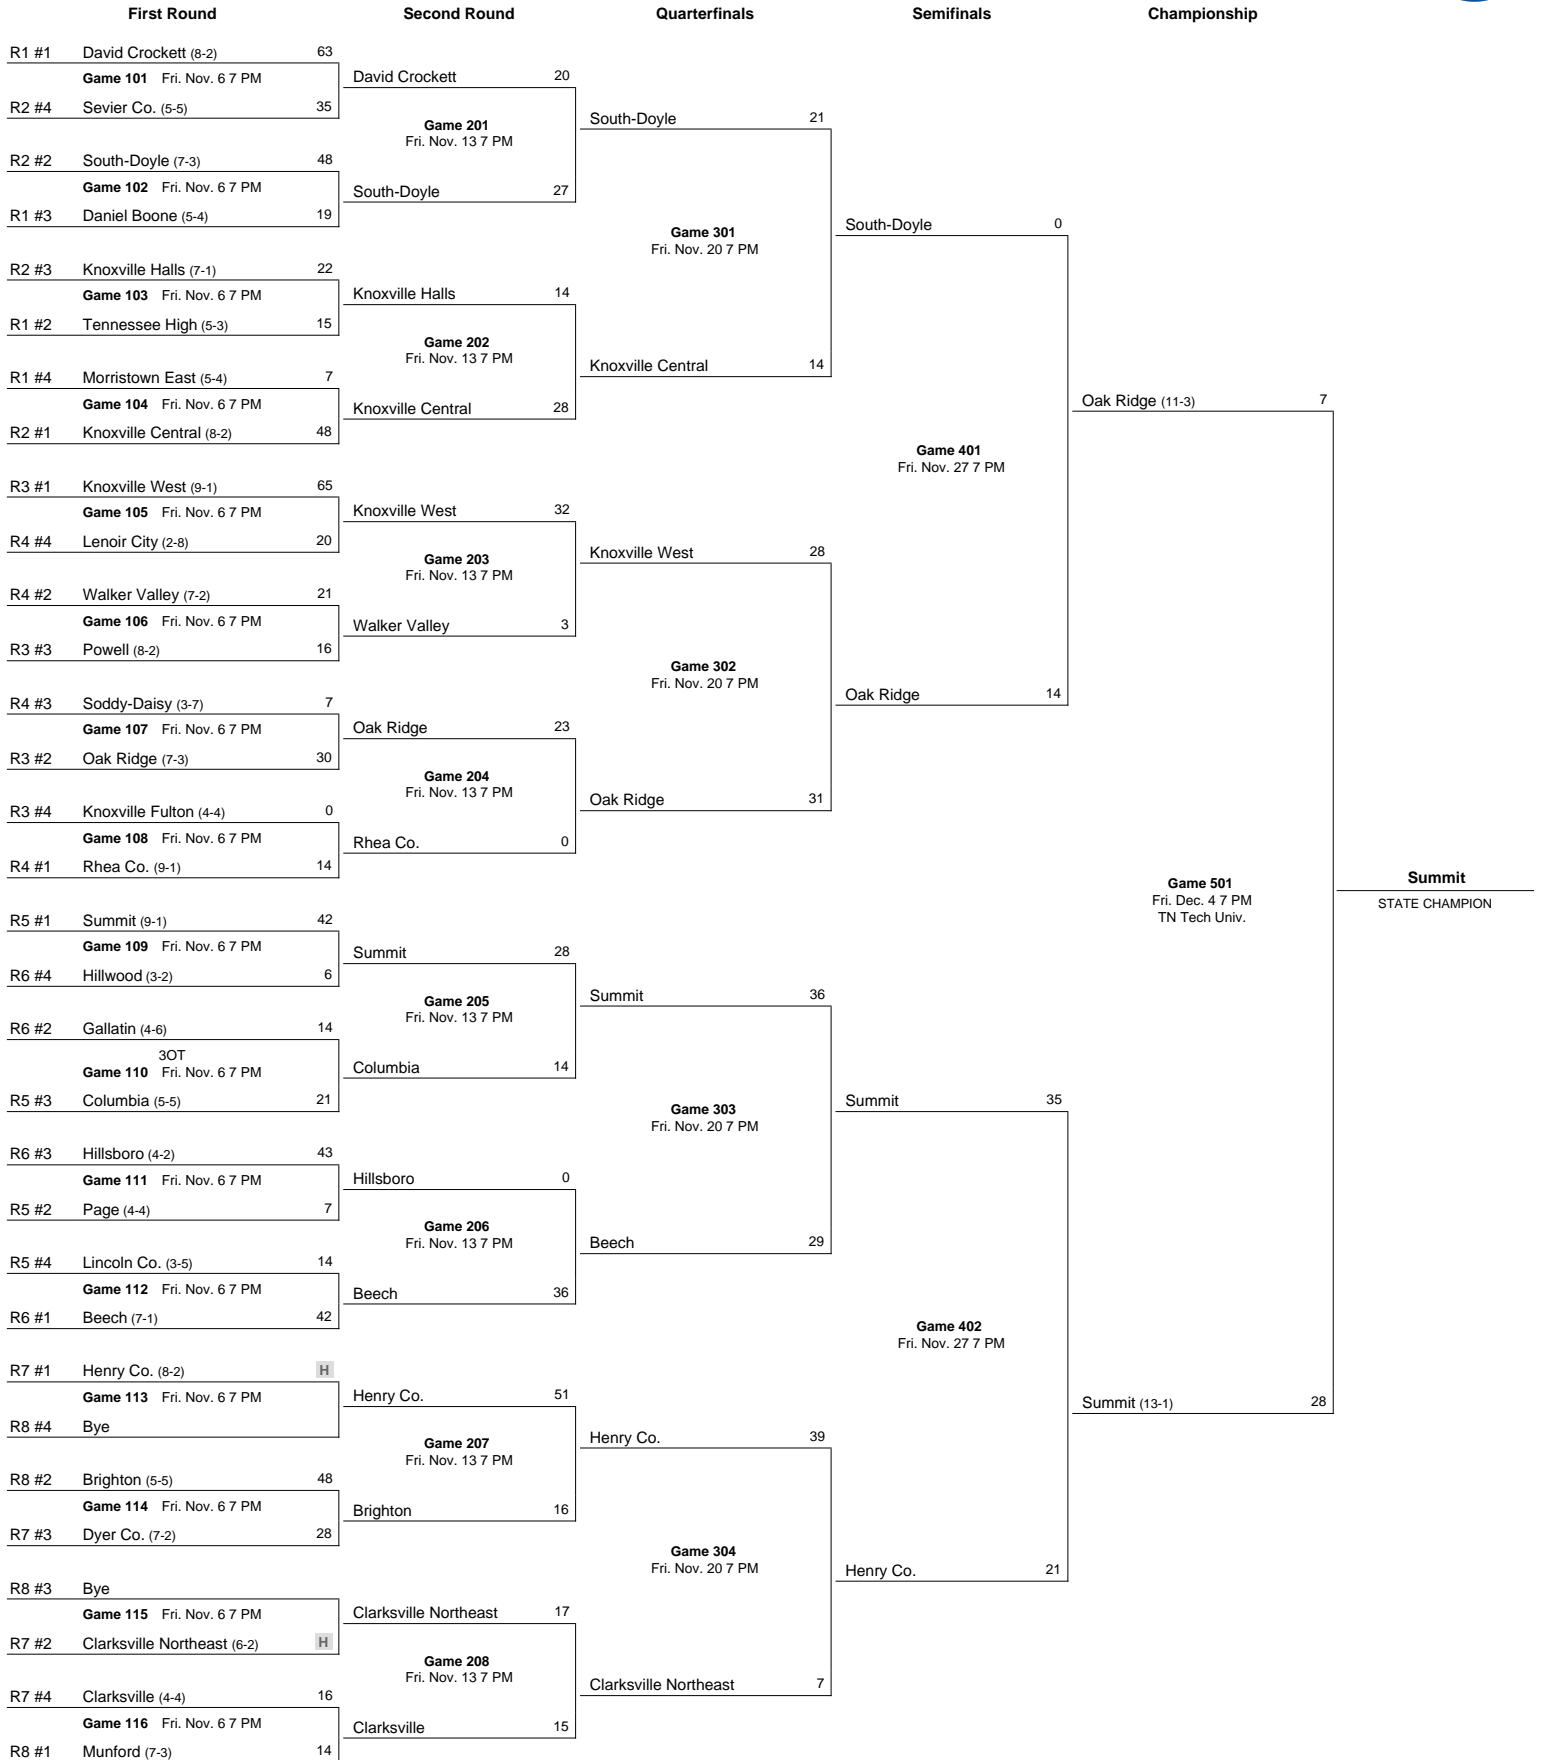 First Round
Second Round
Quarterfinals
Semifinals
Championship
R1 #1 David Crockett (8-2) 63
Game 101 Fri. Nov. 6 7 PM
R2 #4 Sevier Co. (5-5) 35
R2 #2 South-Doyle (7-3) 48
Game 102 Fri. Nov. 6 7 PM
R1 #3 Daniel Boone (5-4) 19
R2 #3 Knoxville Halls (7-1) 22
Game 103 Fri. Nov. 6 7 PM
R1 #2 Tennessee High (5-3) 15
R1 #4 Morristown East (5-4) 7
Game 104 Fri. Nov. 6 7 PM
R2 #1 Knoxville Central (8-2) 48
R3 #1 Knoxville West (9-1) 65
Game 105 Fri. Nov. 6 7 PM
R4 #4 Lenoir City (2-8) 20
R4 #2 Walker Valley (7-2) 21
Game 106 Fri. Nov. 6 7 PM
R3 #3 Powell (8-2) 16
R4 #3 Soddy-Daisy (3-7) 7
Game 107 Fri. Nov. 6 7 PM
R3 #2 Oak Ridge (7-3) 30
R3 #4 Knoxville Fulton (4-4) 0
Game 108 Fri. Nov. 6 7 PM
R4 #1 Rhea Co. (9-1) 14
R5 #1 Summit (9-1) 42
Game 109 Fri. Nov. 6 7 PM
R6 #4 Hillwood (3-2) 6
R6 #2 Gallatin (4-6) 14
3OT
Game 110 Fri. Nov. 6 7 PM
R5 #3 Columbia (5-5) 21
R6 #3 Hillsboro (4-2) 43
Game 111 Fri. Nov. 6 7 PM
R5 #2 Page (4-4) 7
R5 #4 Lincoln Co. (3-5) 14
Game 112 Fri. Nov. 6 7 PM
R6 #1 Beech (7-1) 42
R7 #1 Henry Co. (8-2) H
Game 113 Fri. Nov. 6 7 PM
R8 #4 Bye
R8 #2 Brighton (5-5) 48
Game 114 Fri. Nov. 6 7 PM
R7 #3 Dyer Co. (7-2) 28
R8 #3 Bye
Game 115 Fri. Nov. 6 7 PM
R7 #2 Clarksville Northeast (6-2) H
R7 #4 Clarksville (4-4) 16
Game 116 Fri. Nov. 6 7 PM
R8 #1 Munford (7-3) 14
David Crockett 20
Game 201
Fri. Nov. 13 7 PM
South-Doyle 27
Knoxville Halls 14
Game 202
Fri. Nov. 13 7 PM
Knoxville Central 28
Knoxville West 32
Game 203
Fri. Nov. 13 7 PM
Walker Valley 3
Oak Ridge 23
Game 204
Fri. Nov. 13 7 PM
Rhea Co. 0
Summit 28
Game 205
Fri. Nov. 13 7 PM
Columbia 14
Hillsboro 0
Game 206
Fri. Nov. 13 7 PM
Beech 36
Henry Co. 51
Game 207
Fri. Nov. 13 7 PM
Brighton 16
Clarksville Northeast 17
Game 208
Fri. Nov. 13 7 PM
Clarksville 15
South-Doyle 21
Game 301
Fri. Nov. 20 7 PM
Knoxville Central 14
Knoxville West 28
Game 302
Fri. Nov. 20 7 PM
Oak Ridge 31
Summit 36
Game 303
Fri. Nov. 20 7 PM
Beech 29
Henry Co. 39
Game 304
Fri. Nov. 20 7 PM
Clarksville Northeast 7
South-Doyle 0
Game 401
Fri. Nov. 27 7 PM
Oak Ridge 14
Summit 35
Game 402
Fri. Nov. 27 7 PM
Henry Co. 21
Oak Ridge (11-3) 7
Game 501
Fri. Dec. 4 7 PM
TN Tech Univ.
Summit (13-1) 28
Summit
STATE CHAMPION